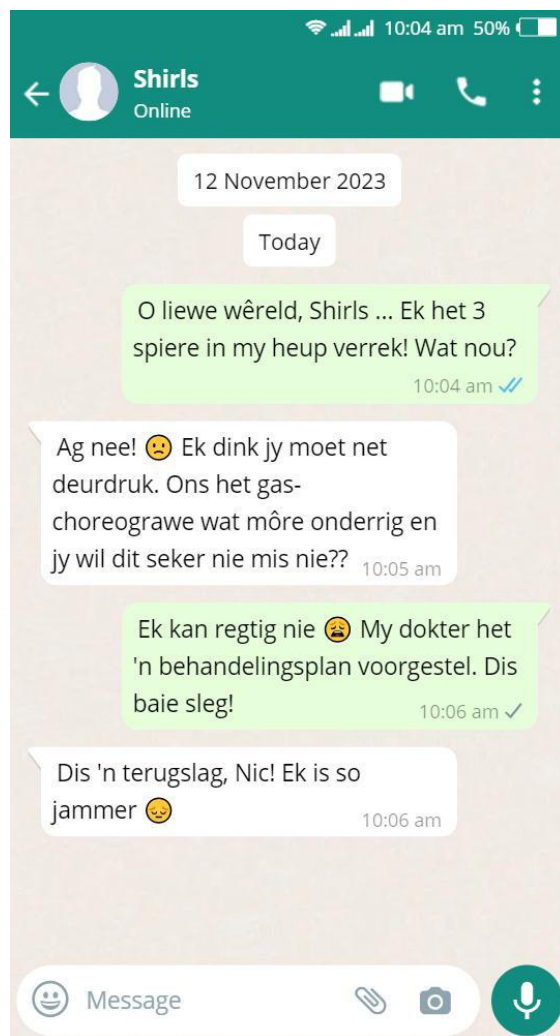 10:04 am 50%
Shirls
Online
12 November 2023
Today
O liewe wêreld, Shirls ... Ek het 3
spiere in my heup verrek! Wat nou?
10:04 am
Ag nee! 🙁 Ek dink jy moet net
deurdruk. Ons het gas-
choreograwe wat môre onderrig en
jy wil dit seker nie mis nie??
10:05 am
Ek kan regtig nie 😩 My dokter het
'n behandelingsplan voorgestel. Dis
baie sleg!
10:06 am
Dis 'n terugslag, Nic! Ek is so
jammer 😔
10:06 am
Message